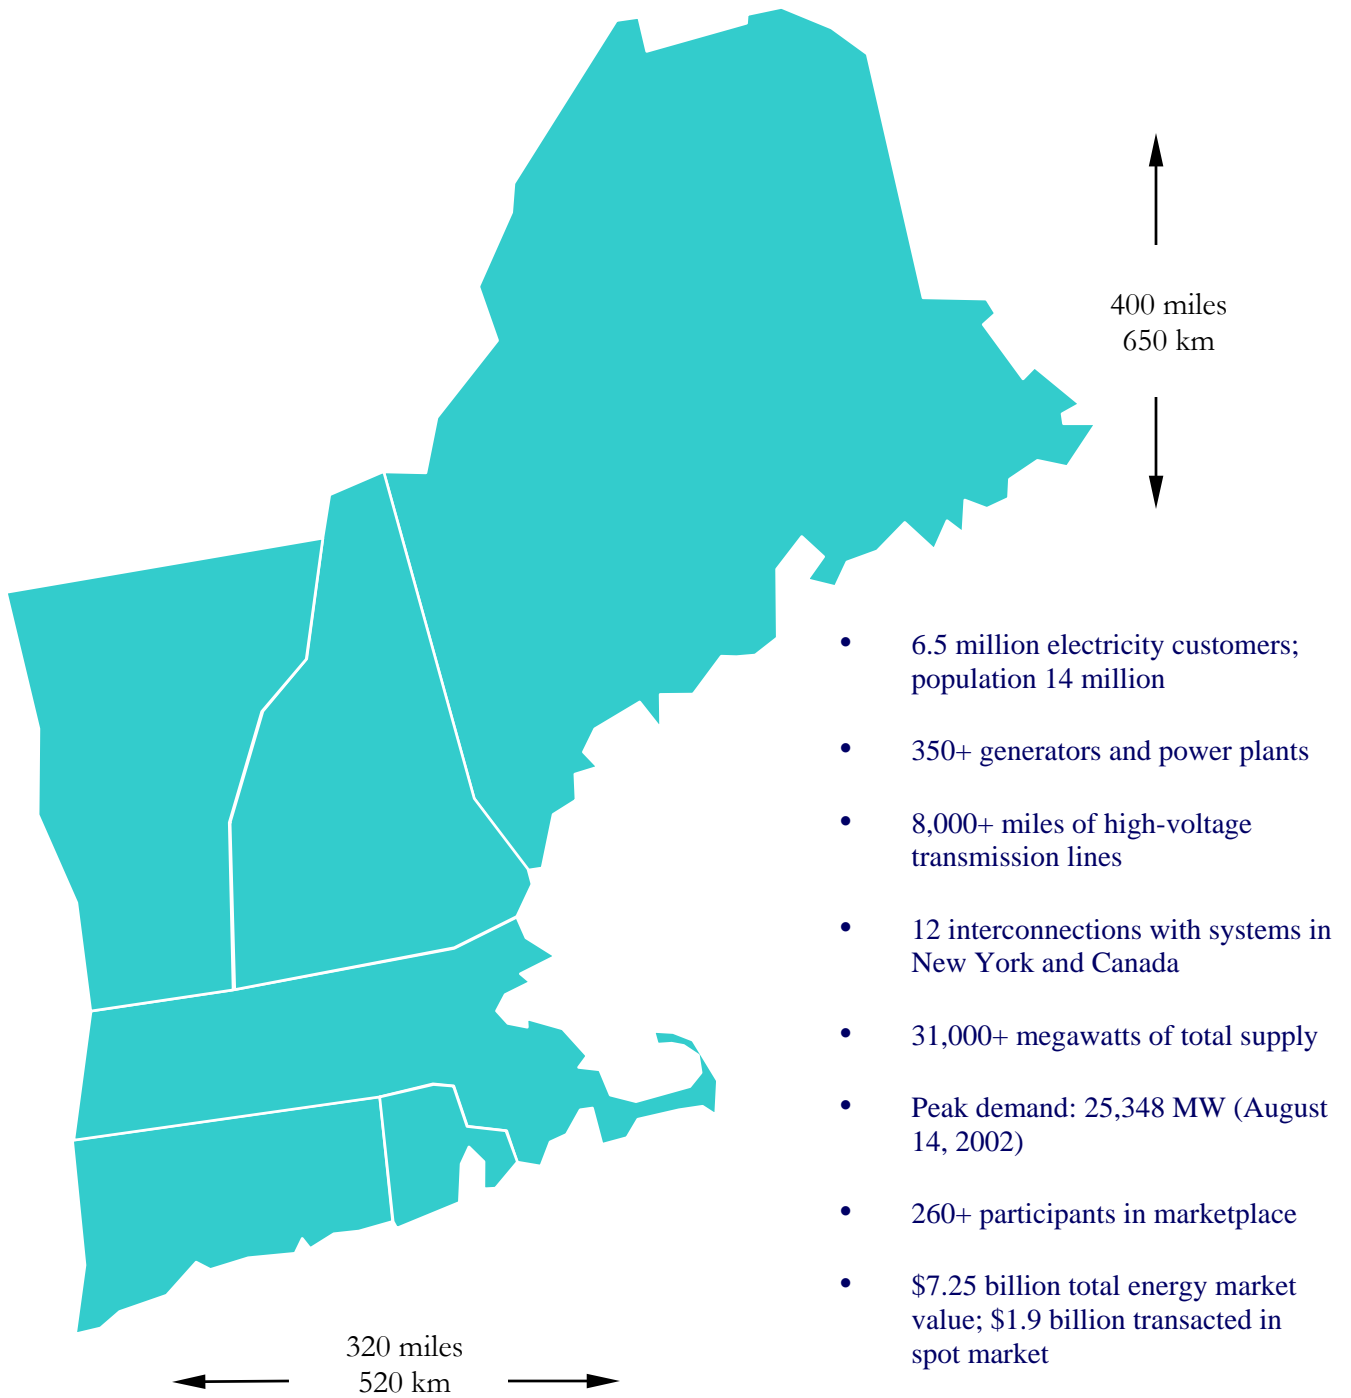 400 miles
650 km
• 6.5 million electricity customers;
population 14 million
• 350+ generators and power plants
• 8,000+ miles of high-voltage
transmission lines
• 12 interconnections with systems in
New York and Canada
• 31,000+ megawatts of total supply
• Peak demand: 25,348 MW (August
14, 2002)
• 260+ participants in marketplace
• $7.25 billion total energy market
value; $1.9 billion transacted in
spot market
320 miles
520 km